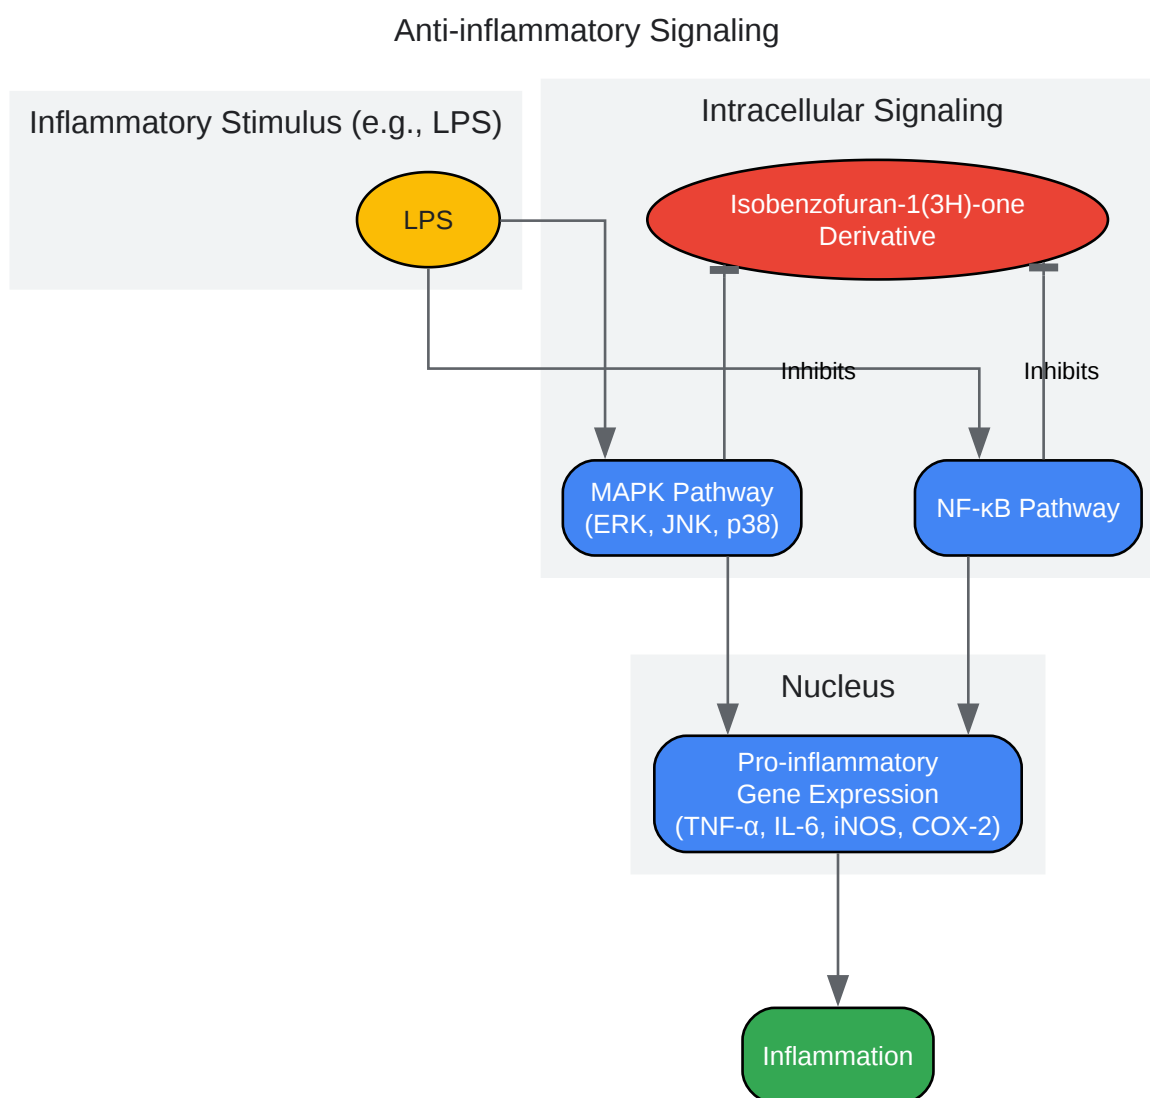 Anti-inflammatory Signaling
Inflammatory Stimulus (e.g., LPS)
Intracellular Signaling
LPS
Isobenzofuran-1(3H)-one
Derivative
Inhibits
Inhibits
MAPK Pathway
(ERK, JNK, p38)
NF-κB Pathway
Nucleus
Pro-inflammatory
Gene Expression
(TNF-α, IL-6, iNOS, COX-2)
Inflammation